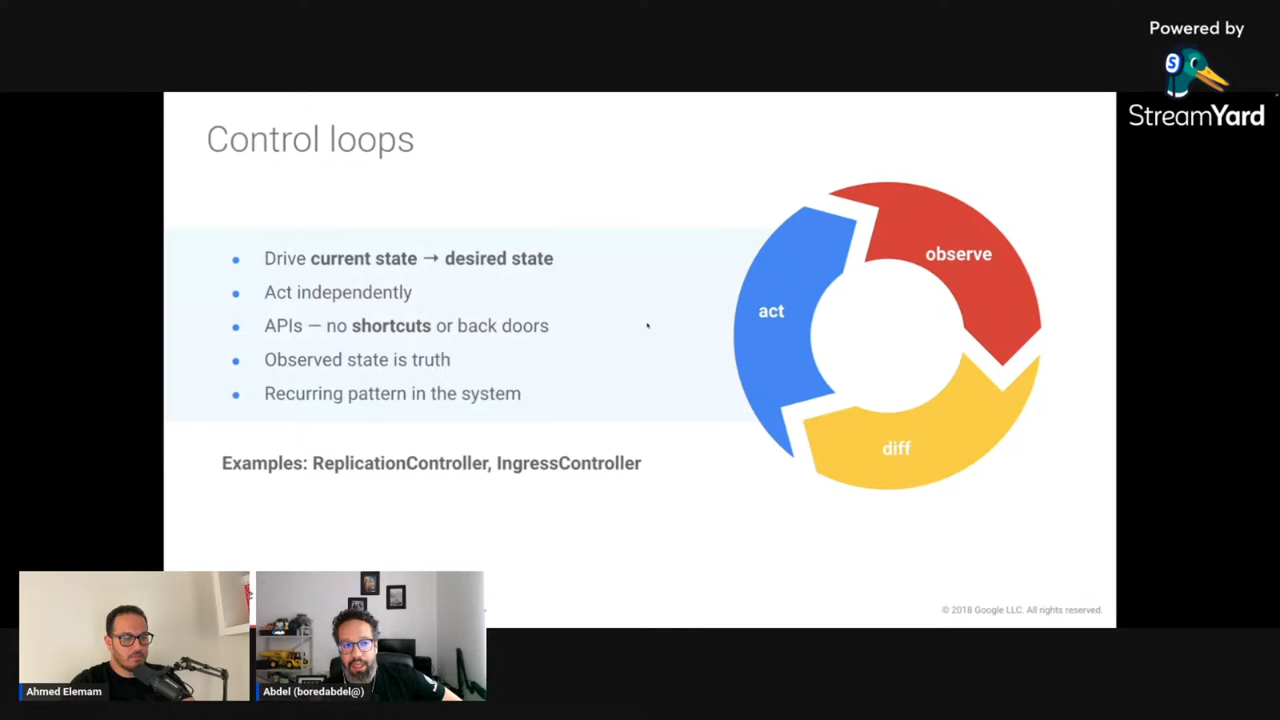 Powered by
StreamYard
Control loops
Drive current state → desired state
Act independently
APIs — no shortcuts or back doors
Observed state is truth
Recurring pattern in the system
Examples: ReplicationController, IngressController
observe
act
diff
© 2018 Google LLC. All rights reserved.
Ahmed Elemam
Abdel (boredabdel@)